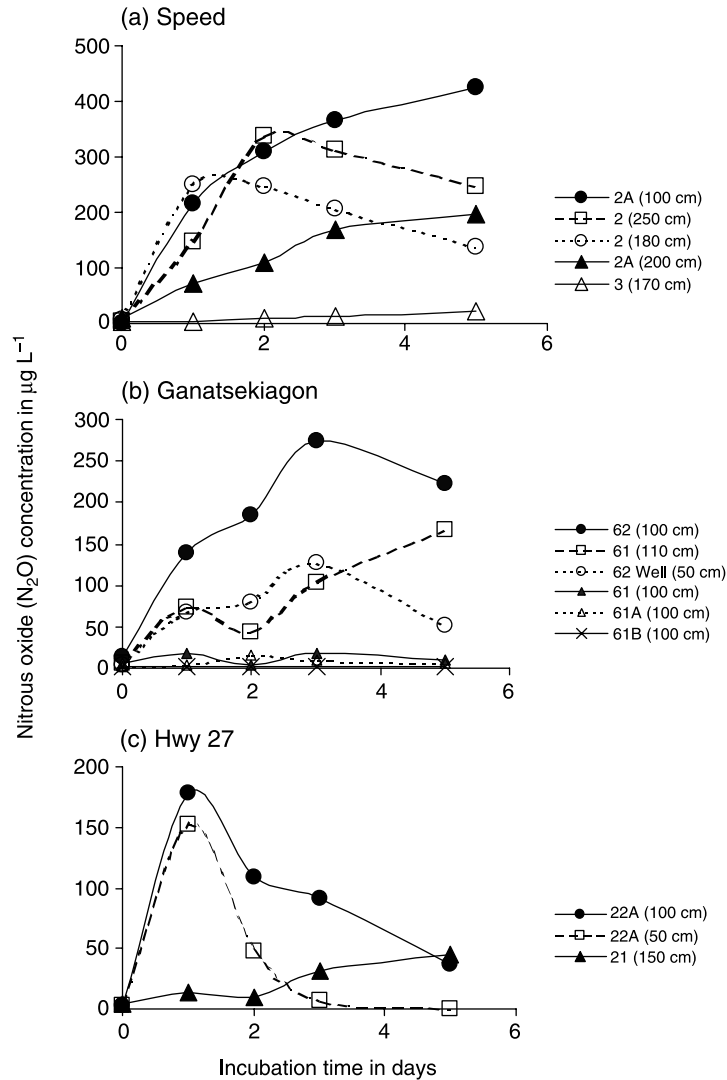 (a) Speed
500
400
300
200
100
0
0 2 4 6
2A (100 cm)
2 (250 cm)
2 (180 cm)
2A (200 cm)
3 (170 cm)
Nitrous oxide (N₂O) concentration in µg L⁻¹
(b) Ganatsekiagon
300
250
200
150
100
50
0
0 2 4 6
62 (100 cm)
61 (110 cm)
62 Well (50 cm)
61 (100 cm)
61A (100 cm)
61B (100 cm)
(c) Hwy 27
200
150
100
50
0
0 2 4 6
22A (100 cm)
22A (50 cm)
21 (150 cm)
Incubation time in days